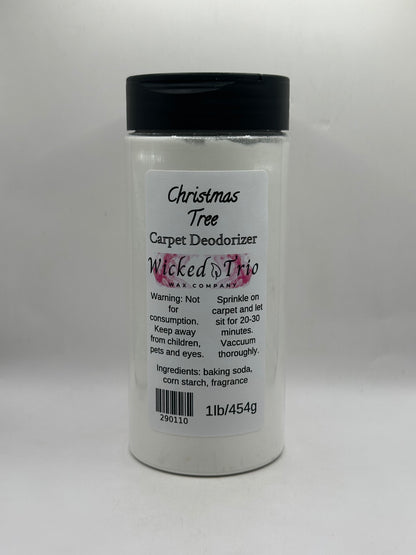 Christmas
Tree
Carpet Deodorizer
Wicked Trio
WAX COMPANY
Warning: Not
for
consumption.
Keep away
from children,
pets and eyes.
Sprinkle on
carpet and let
sit for 20-30
minutes.
Vaccuum
thoroughly.
Ingredients: baking soda,
corn starch, fragrance
290110
1lb/454g